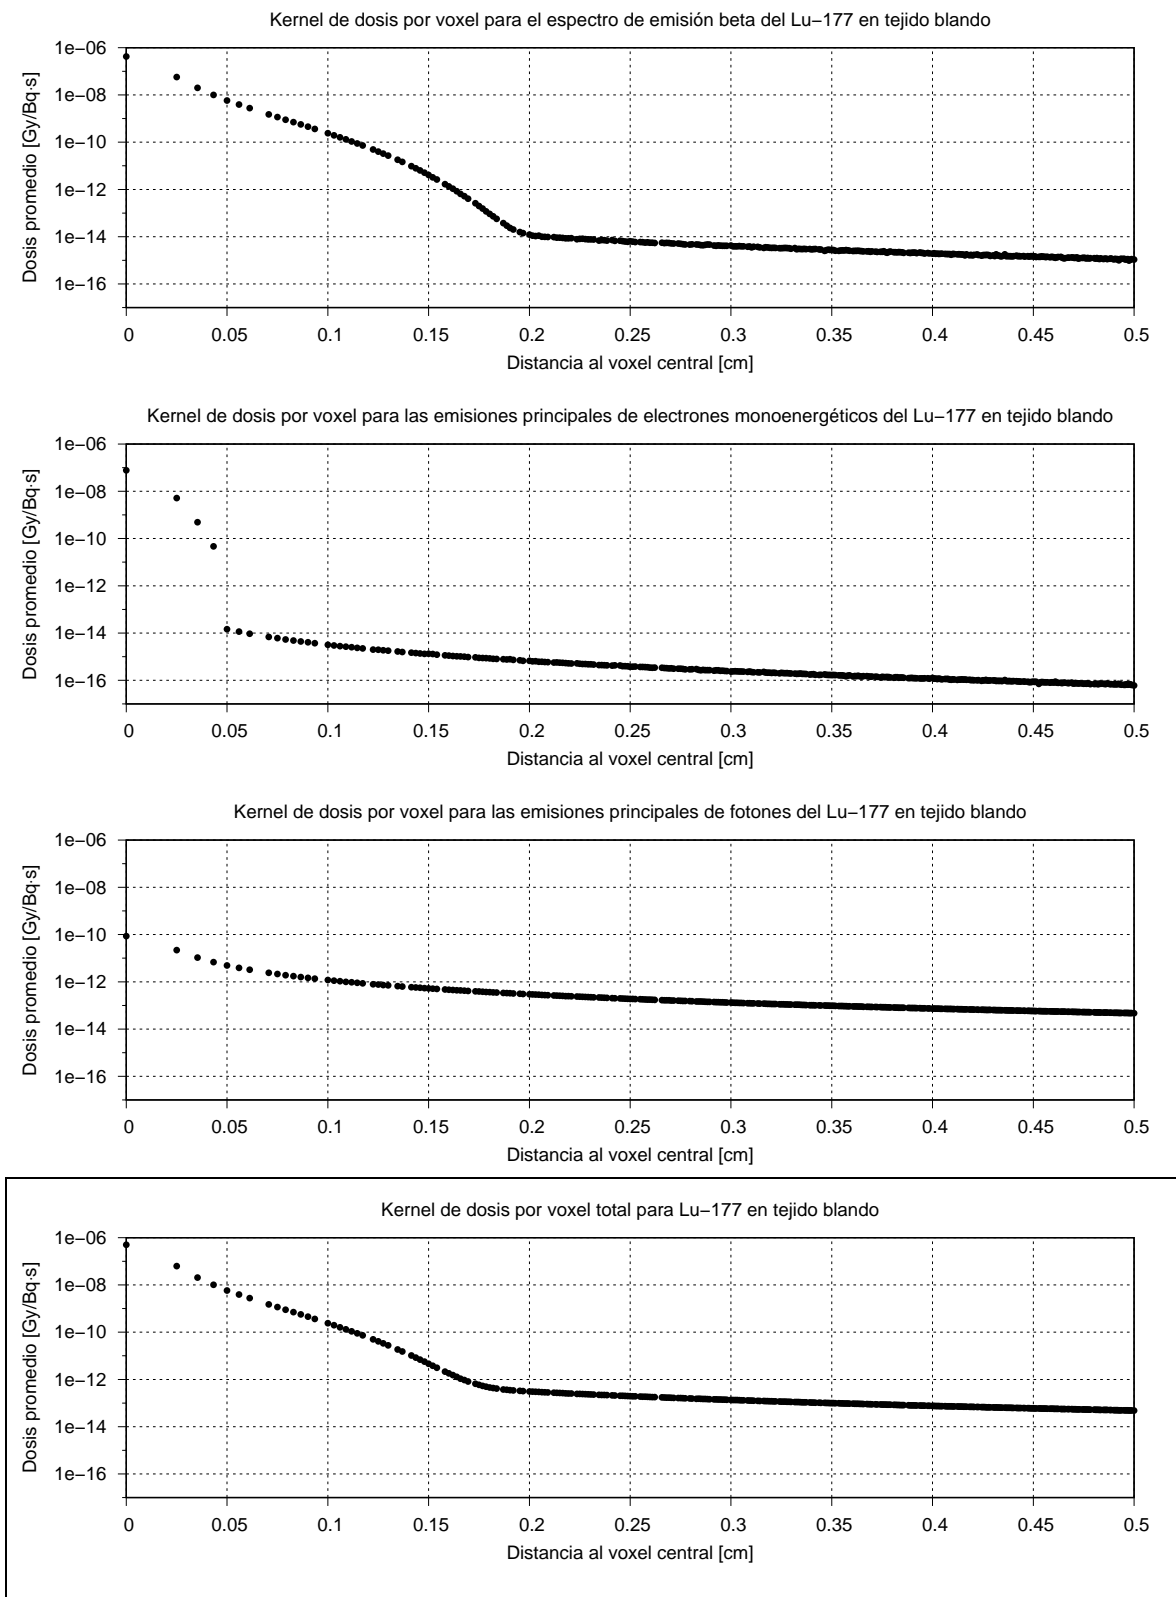 Kernel de dosis por voxel para el espectro de emisión beta del Lu−177 en tejido blando
Dosis promedio [Gy/Bq·s]
1e−06
1e−08
1e−10
1e−12
1e−14
1e−16
0 0.05 0.1 0.15 0.2 0.25 0.3 0.35 0.4 0.45 0.5
Distancia al voxel central [cm]
Kernel de dosis por voxel para las emisiones principales de electrones monoenergéticos del Lu−177 en tejido blando
Dosis promedio [Gy/Bq·s]
1e−06
1e−08
1e−10
1e−12
1e−14
1e−16
0 0.05 0.1 0.15 0.2 0.25 0.3 0.35 0.4 0.45 0.5
Distancia al voxel central [cm]
Kernel de dosis por voxel para las emisiones principales de fotones del Lu−177 en tejido blando
Dosis promedio [Gy/Bq·s]
1e−06
1e−08
1e−10
1e−12
1e−14
1e−16
0 0.05 0.1 0.15 0.2 0.25 0.3 0.35 0.4 0.45 0.5
Distancia al voxel central [cm]
Kernel de dosis por voxel total para Lu−177 en tejido blando
Dosis promedio [Gy/Bq·s]
1e−06
1e−08
1e−10
1e−12
1e−14
1e−16
0 0.05 0.1 0.15 0.2 0.25 0.3 0.35 0.4 0.45 0.5
Distancia al voxel central [cm]